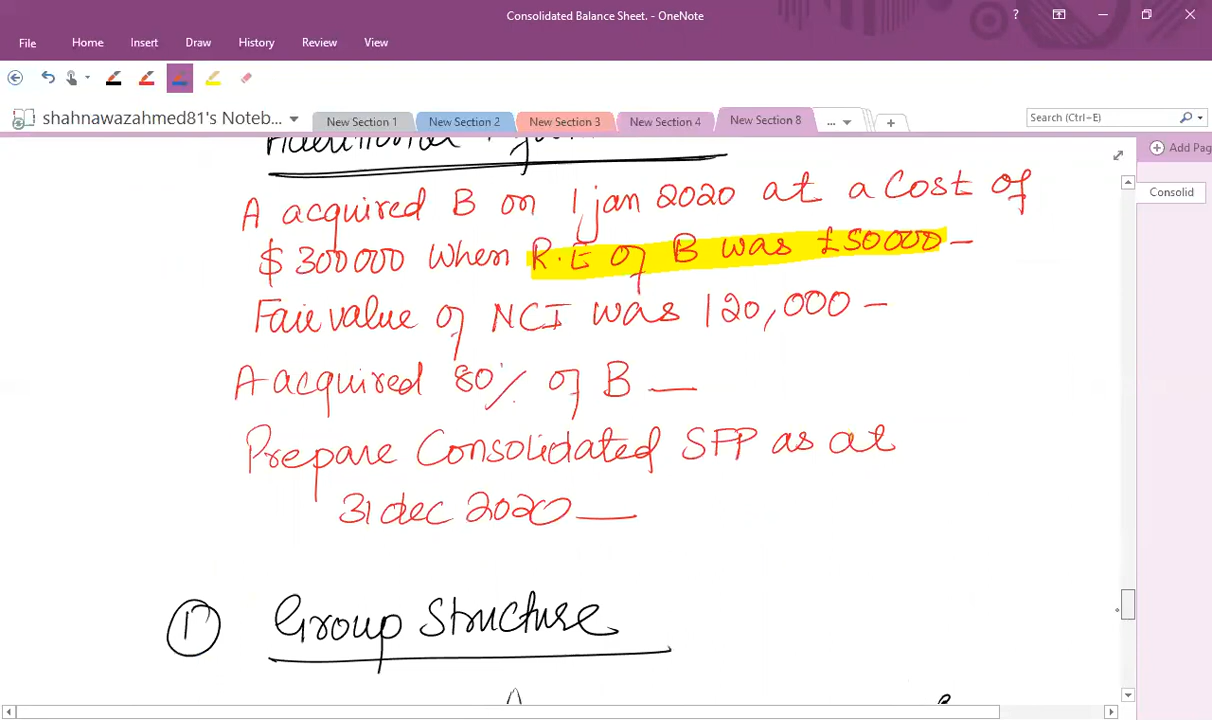 Consolidated Balance Sheet. - OneNote
?
File Home Insert Draw History Review View
shahnawazahmed81's Noteb... New Section 1 New Section 2 New Section 3 New Section 4 New Section 8 ... Search (Ctrl+E)
Add Pag
Consolid
Additional
A acquired B on 1 jan 2020 at a Cost of
$ 300000 when R.E of B was £50000 -
Fair value of NCI was 120,000 -
A acquired 80% of B —
Prepare Consolidated SFP as at
31 dec 2020 —
1 Group Structure